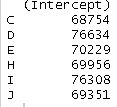 (Intercept)
C 68754
D 76634
E 70229
H 69956
I 76308
J 69351